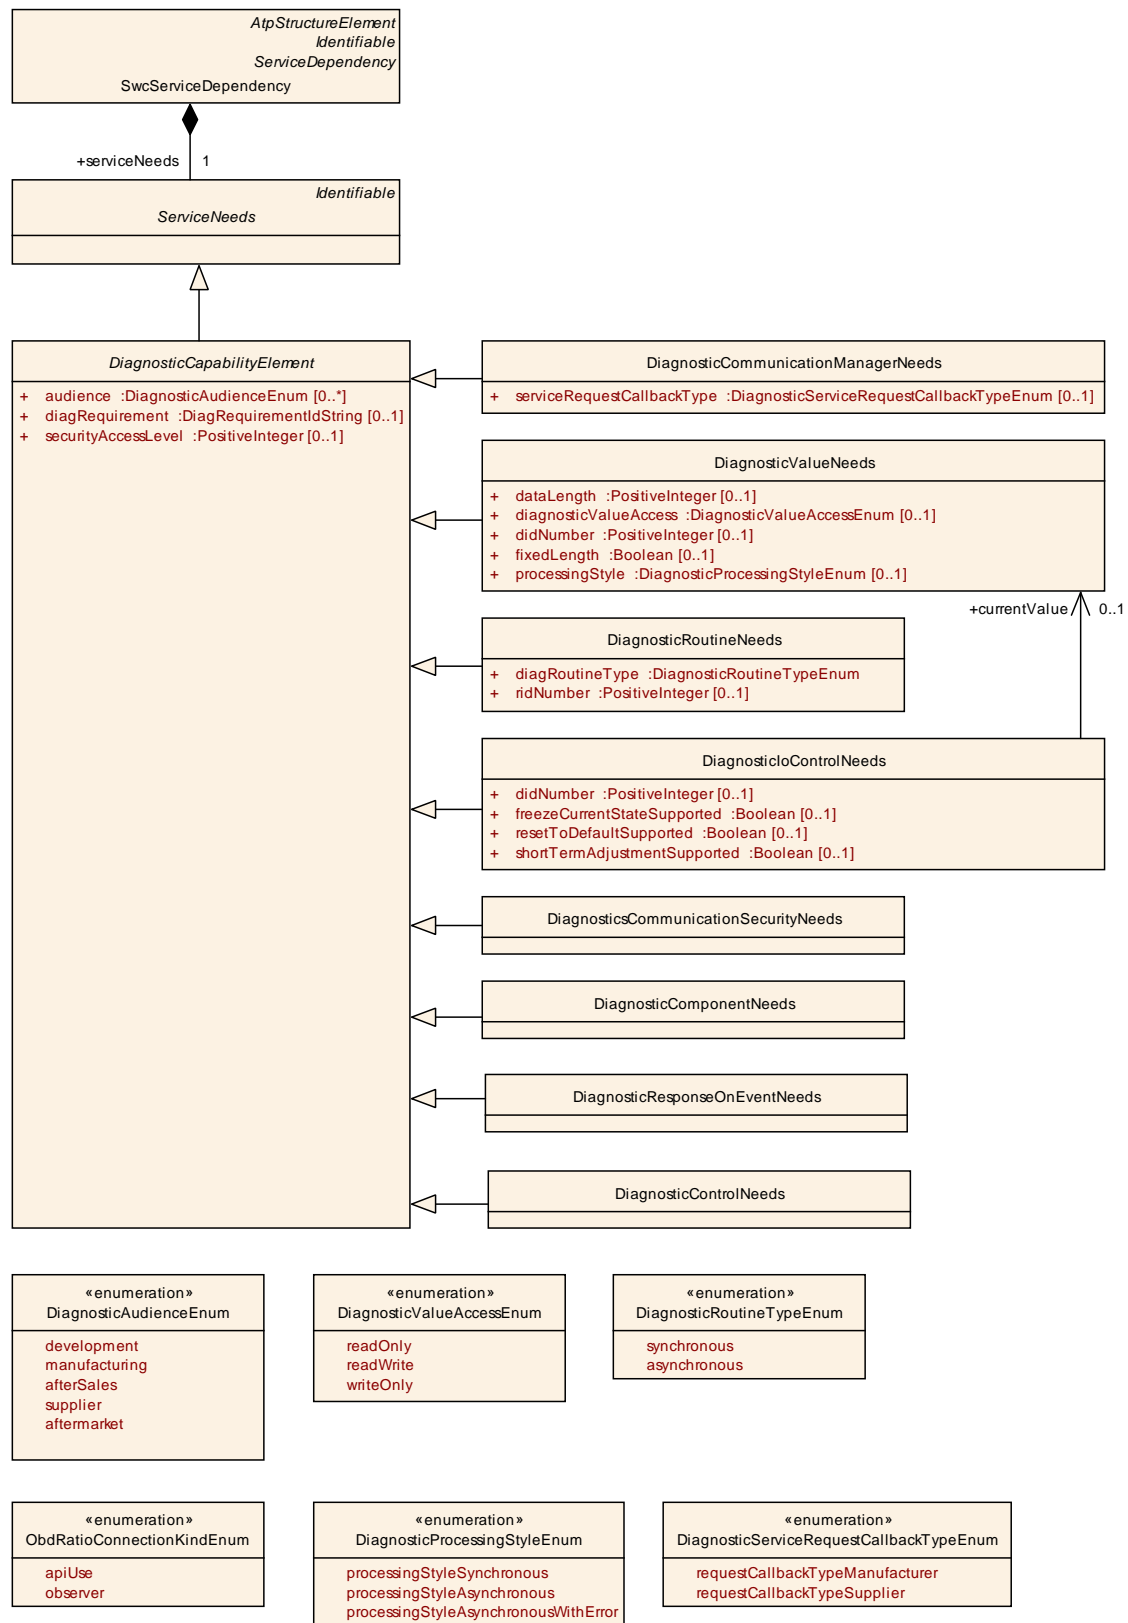 AtpStructureElement
Identifiable
ServiceDependency
SwcServiceDependency
+serviceNeeds 1
Identifiable
ServiceNeeds
DiagnosticCapabilityElement
+ audience :DiagnosticAudienceEnum [0..*]
+ diagRequirement :DiagRequirementIdString [0..1]
+ securityAccessLevel :PositiveInteger [0..1]
DiagnosticCommunicationManagerNeeds
+ serviceRequestCallbackType :DiagnosticServiceRequestCallbackTypeEnum [0..1]
DiagnosticValueNeeds
+ dataLength :PositiveInteger [0..1]
+ diagnosticValueAccess :DiagnosticValueAccessEnum [0..1]
+ didNumber :PositiveInteger [0..1]
+ fixedLength :Boolean [0..1]
+ processingStyle :DiagnosticProcessingStyleEnum [0..1]
+currentValue 0..1
DiagnosticRoutineNeeds
+ diagRoutineType :DiagnosticRoutineTypeEnum
+ ridNumber :PositiveInteger [0..1]
DiagnosticIoControlNeeds
+ didNumber :PositiveInteger [0..1]
+ freezeCurrentStateSupported :Boolean [0..1]
+ resetToDefaultSupported :Boolean [0..1]
+ shortTermAdjustmentSupported :Boolean [0..1]
DiagnosticsCommunicationSecurityNeeds
DiagnosticComponentNeeds
DiagnosticResponseOnEventNeeds
DiagnosticControlNeeds
«enumeration»
DiagnosticAudienceEnum
development
manufacturing
afterSales
supplier
aftermarket
«enumeration»
DiagnosticValueAccessEnum
readOnly
readWrite
writeOnly
«enumeration»
DiagnosticRoutineTypeEnum
synchronous
asynchronous
«enumeration»
ObdRatioConnectionKindEnum
apiUse
observer
«enumeration»
DiagnosticProcessingStyleEnum
processingStyleSynchronous
processingStyleAsynchronous
processingStyleAsynchronousWithError
«enumeration»
DiagnosticServiceRequestCallbackTypeEnum
requestCallbackTypeManufacturer
requestCallbackTypeSupplier